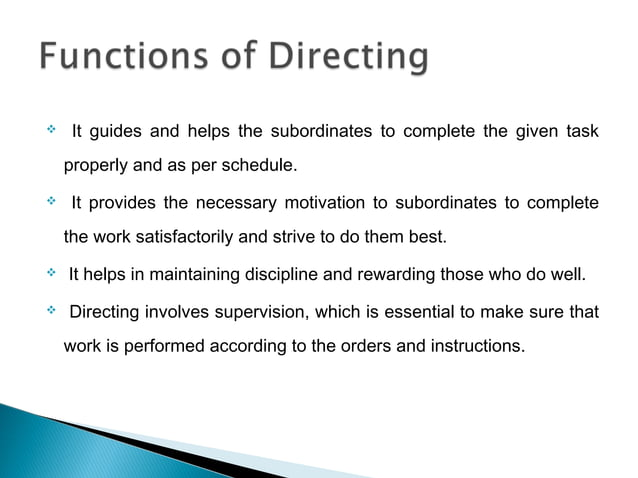 Functions of Directing
It guides and helps the subordinates to complete the given task
properly and as per schedule.
It provides the necessary motivation to subordinates to complete
the work satisfactorily and strive to do them best.
It helps in maintaining discipline and rewarding those who do well.
Directing involves supervision, which is essential to make sure that
work is performed according to the orders and instructions.